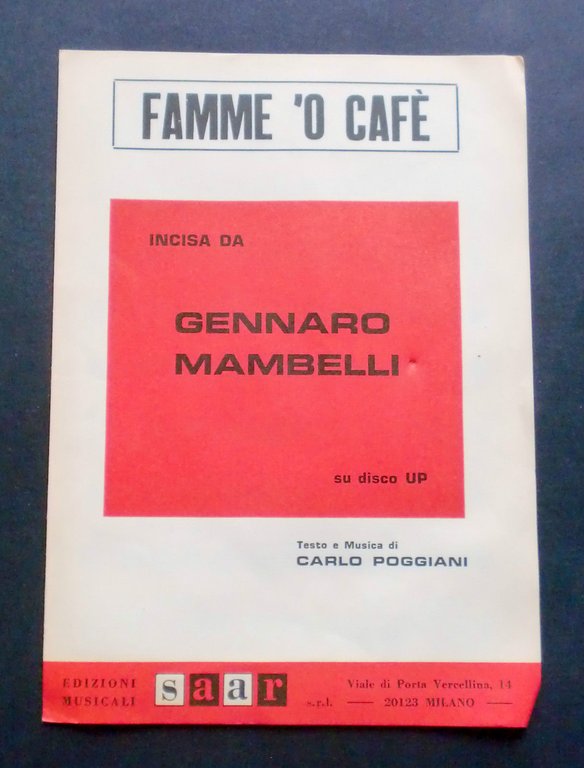 FAMME 'O CAFÈ
INCISA DA
GENNARO
MAMBELLI
su disco UP
Testo e Musica di
CARLO POGGIANI
EDIZIONI
MUSICALI
saar
s.r.l.
Viale di Porta Vercellina, 14
— 20123 MILANO —